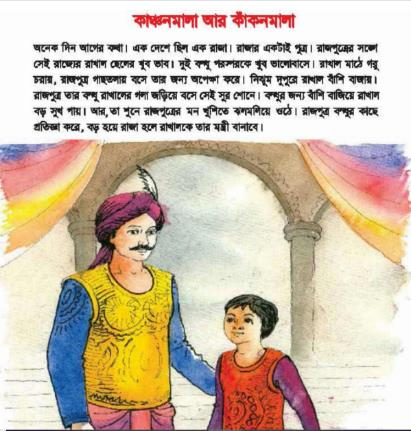 কাঞ্চনমালা আর কাঁকনমালা
অনেক দিন আগের কথা। এক দেশে ছিল এক রাজা। রাজার একটাই পুত্র। রাজপুত্রের সঙ্গে
সেই রাজ্যের রাখাল ছেলের খুব ভাব। দুই বন্ধু পরস্পরকে খুব ভালোবাসে। রাখাল মাঠে গরু
চরায়, রাজপুত্র গাছতলায় বসে তার জন্য অপেক্ষা করে। নিঝুম দুপুরে রাখাল বাঁশি বাজায়।
রাজপুত্র তার বন্ধু রাখালের গলা জড়িয়ে বসে সেই সুর শোনে। বন্ধুর জন্য বাঁশি বাজিয়ে রাখাল
বড় সুখ পায়। আর, তা শুনে রাজপুত্রের মন খুশিতে ঝলমলিয়ে ওঠে। রাজপুত্র বন্ধুর কাছে
প্রতিজ্ঞা করে, বড় হয়ে রাজা হলে রাখালকে তার মন্ত্রী বানাবে।